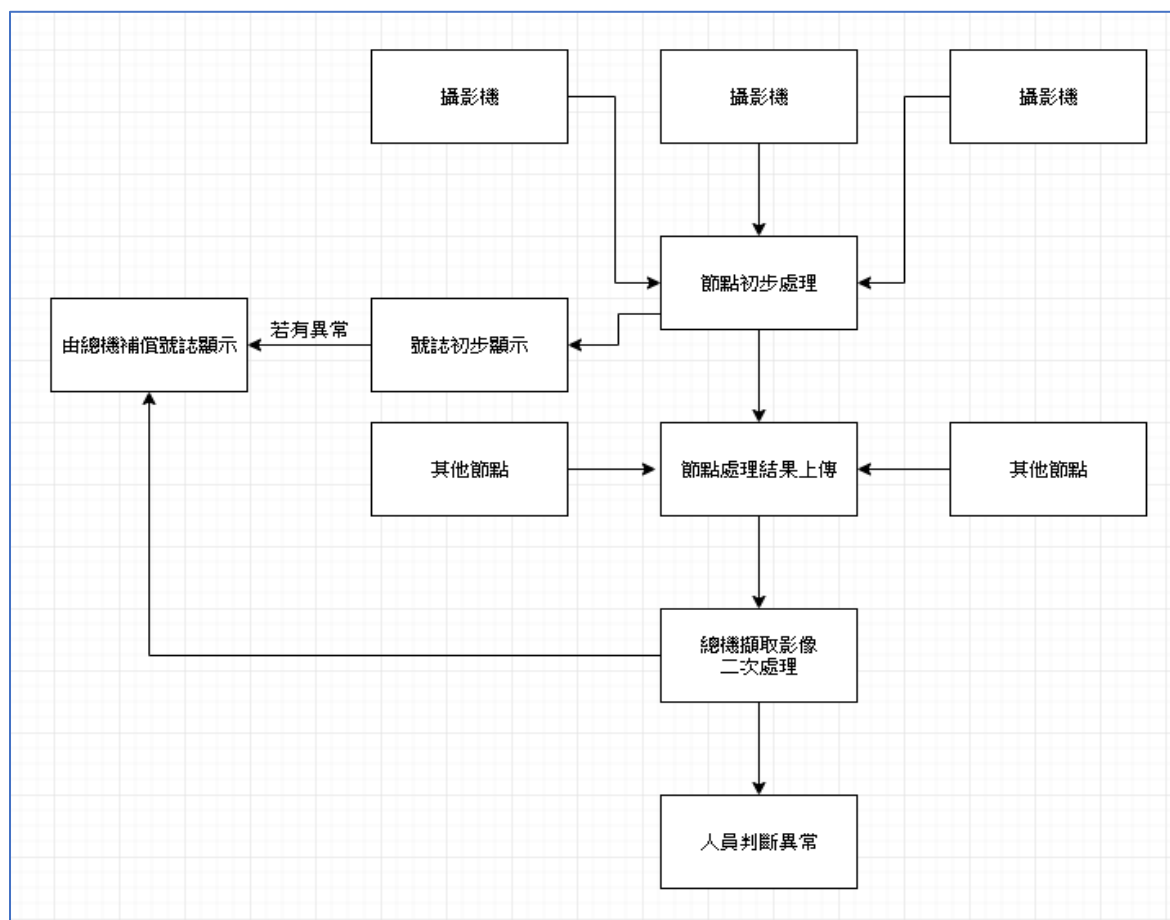 攝影機
攝影機
攝影機
節點初步處理
若有異常
由總機補償號誌顯示
號誌初步顯示
其他節點
節點處理結果上傳
其他節點
總機擷取影像
二次處理
人員判斷異常